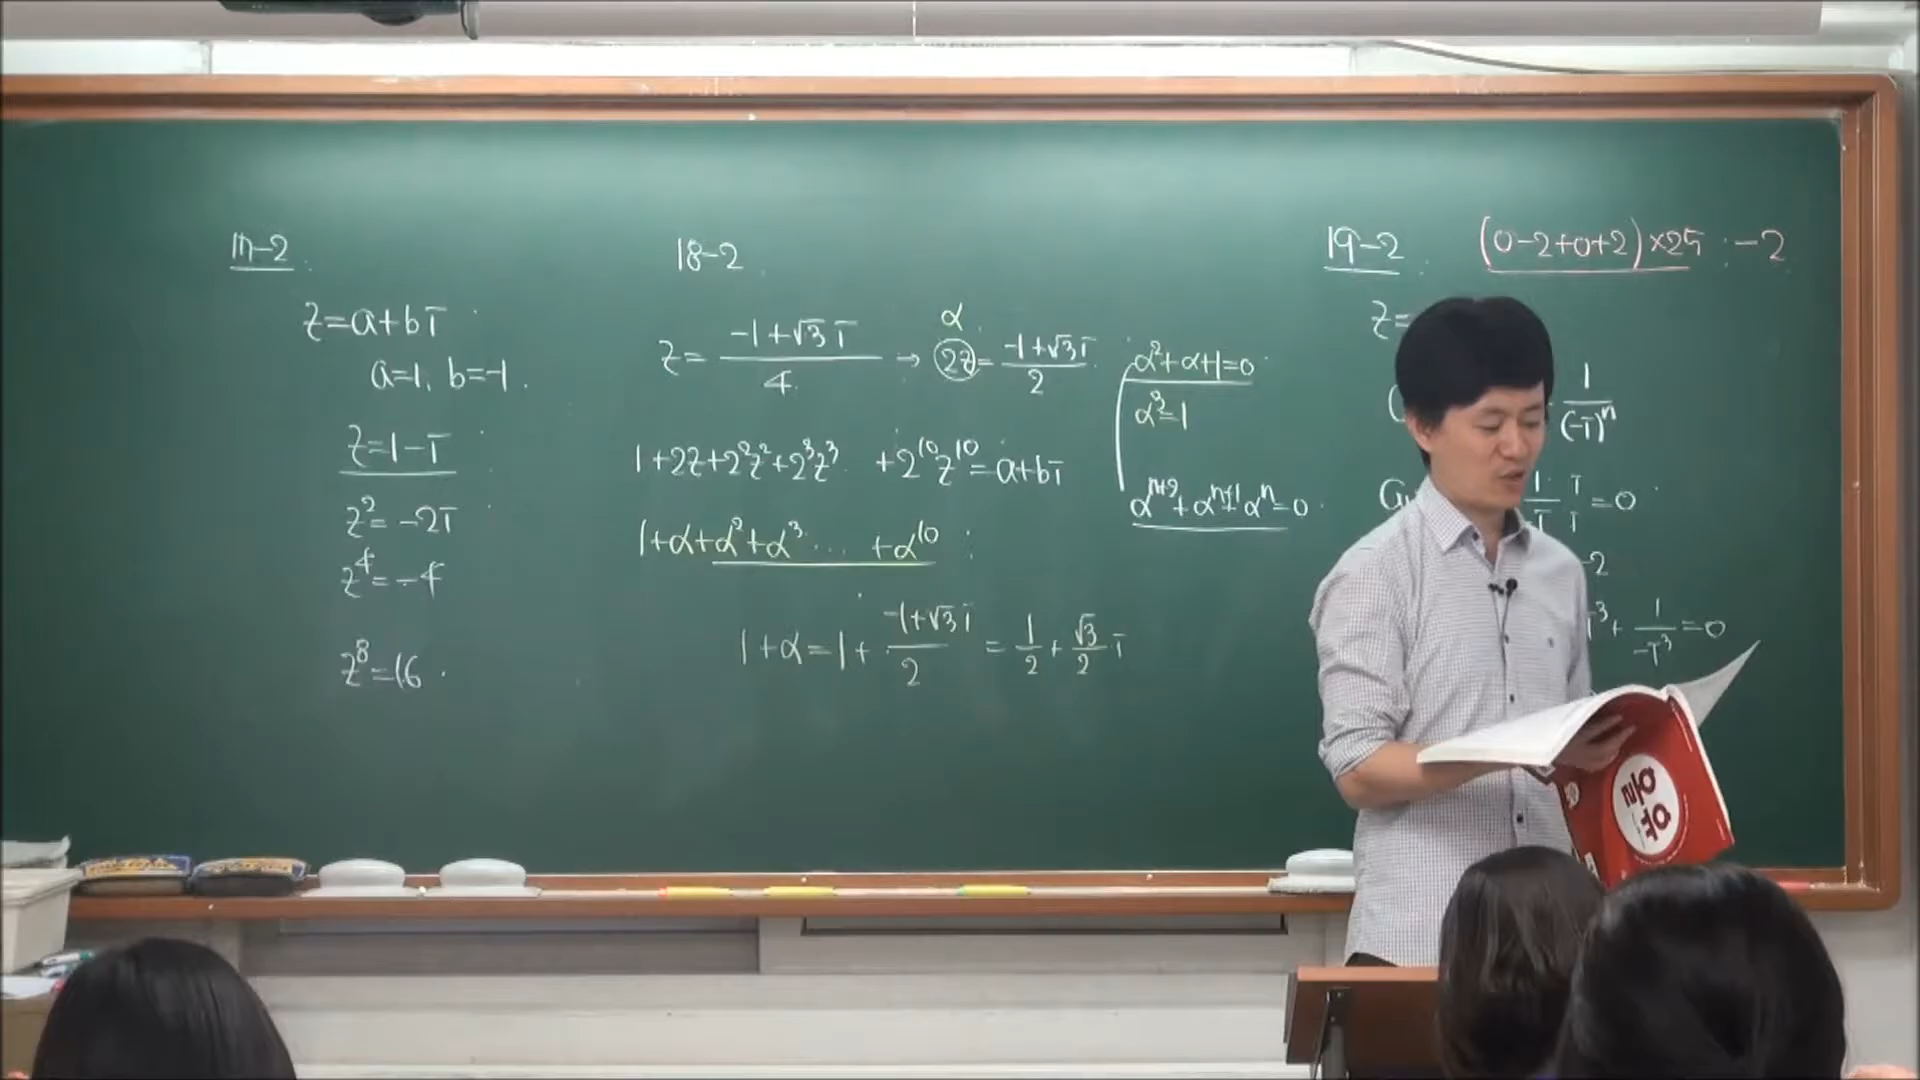 17-2
z=a+bi
a=1, b=-1.
z=1-i
z²=-2i
z⁴=-4
z⁸=16.
18-2
z=(-1+√3i)/4 → 2z=(-1+√3i)/2
α
1+2z+2²z²+2³z³ +2¹⁰z¹⁰=a+bi
1+α+α²+α³... +α¹⁰
1+α=1+(-1+√3i)/2=1/2+√3/2 i
α²+α+1=0
α³=1
αⁿ⁺²+αⁿ⁺¹+αⁿ=0
19-2 (0-2+0+2)×25 : -2
z=
1/(-i)ⁿ
=0
-2
i³+1/-i³=0